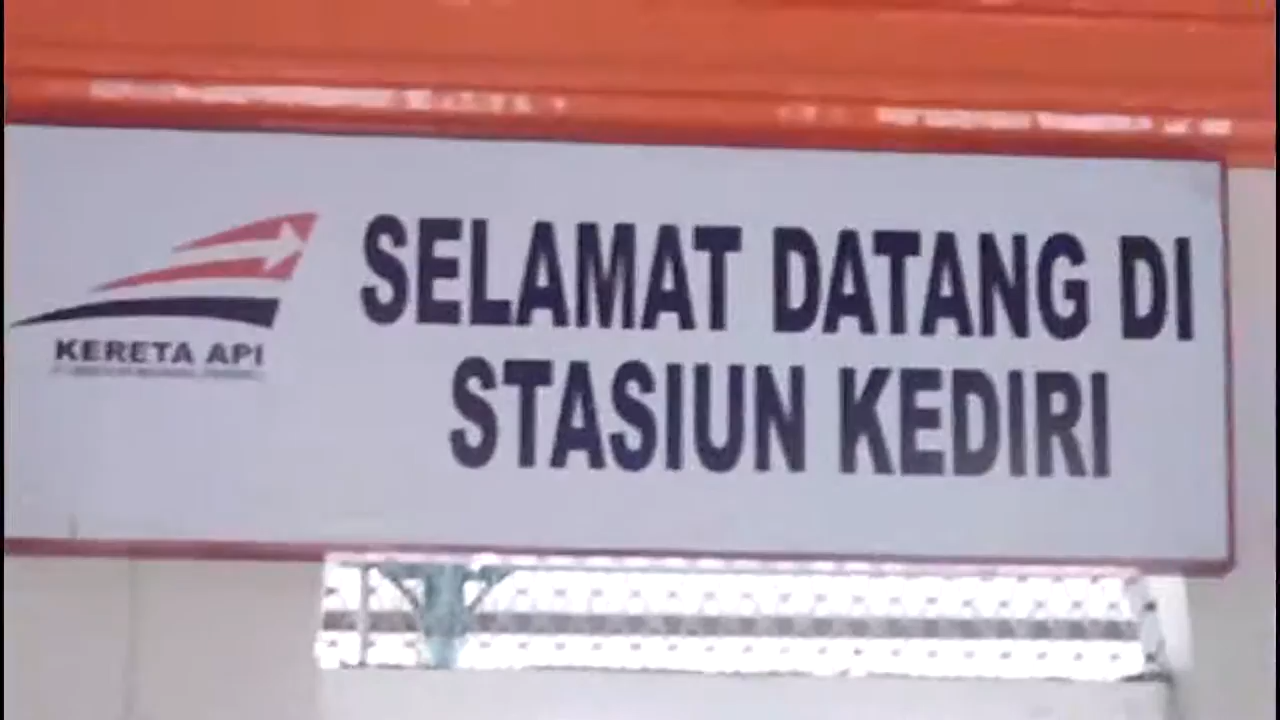 SELAMAT DATANG DI
STASIUN KEDIRI
KERETA API